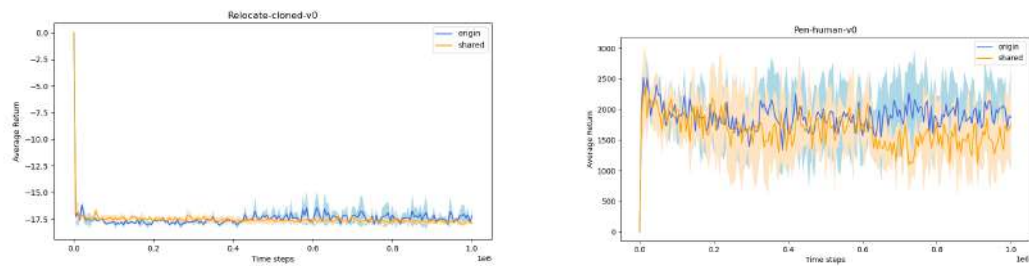 Relocate-cloned-v0
origin
shared
0.0
−2.5
−5.0
−7.5
−10.0
−12.5
−15.0
−17.5
Average Return
0.0
0.2
0.4
0.6
0.8
1.0
1e6
Time steps
Pen-human-v0
origin
shared
3000
2500
2000
1500
1000
500
0
Average Return
0.0
0.2
0.4
0.6
0.8
1.0
1e6
Time steps